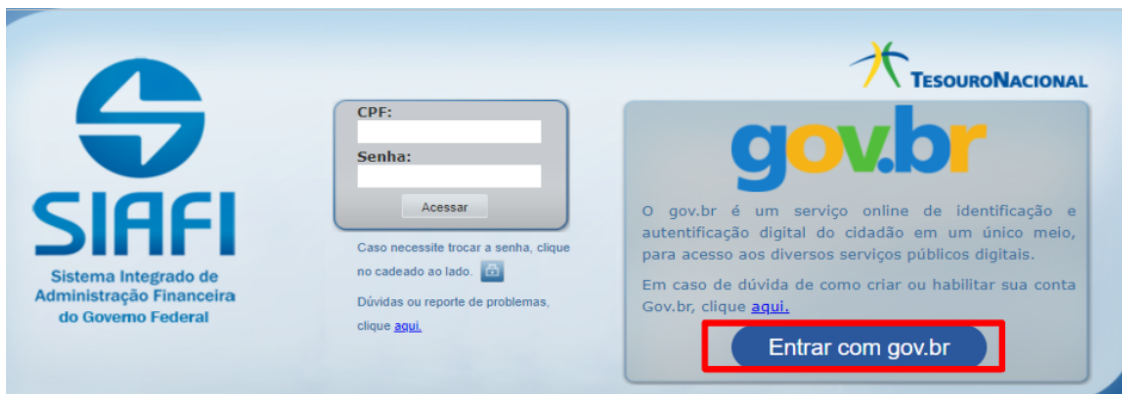 SIAFI
Sistema Integrado de
Administração Financeira
do Governo Federal
CPF:
Senha:
Acessar
Caso necessite trocar a senha, clique
no cadeado ao lado.
Dúvidas ou reporte de problemas,
clique aqui.
TESOURONACIONAL
gov.br
O gov.br é um serviço online de identificação e
autentificação digital do cidadão em um único meio,
para acesso aos diversos serviços públicos digitais.
Em caso de dúvida de como criar ou habilitar sua conta
Gov.br, clique aqui.
Entrar com gov.br